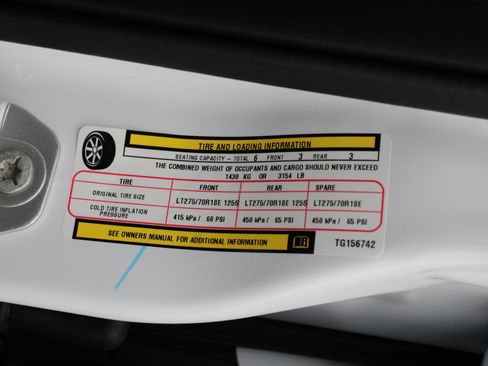 TIRE AND LOADING INFORMATION
SEATING CAPACITY - TOTAL 6 FRONT 3 REAR 3
THE COMBINED WEIGHT OF OCCUPANTS AND CARGO SHOULD NEVER EXCEED
1430 KG OR 3154 LB
TIRE FRONT REAR SPARE
ORIGINAL TIRE SIZE LT275/70R18E 125S LT275/70R18E 125S LT275/70R18E
COLD TIRE INFLATION PRESSURE 415 kPa / 60 PSI 450 kPa / 65 PSI 450 kPa / 65 PSI
SEE OWNERS MANUAL FOR ADDITIONAL INFORMATION
TG156742